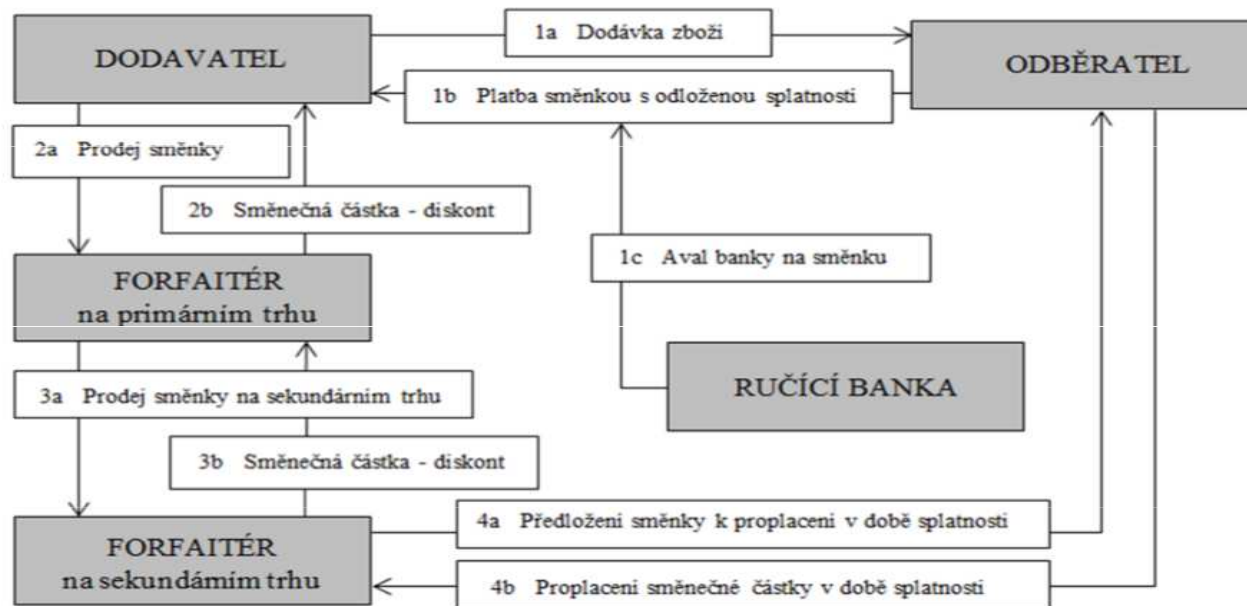 DODAVATEL
1a Dodávka zboží
ODBĚRATEL
1b Platba směnkou s odloženou splatností
2a Prodej směnky
2b Směnečná částka - diskont
1c Aval banky na směnku
FORFAITÉR
na primárním trhu
3a Prodej směnky na sekundárním trhu
RUČÍCÍ BANKA
3b Směnečná částka - diskont
4a Předložení směnky k proplacení v době splatnosti
FORFAITÉR
na sekundárním trhu
4b Proplacení směnečné částky v době splatnosti